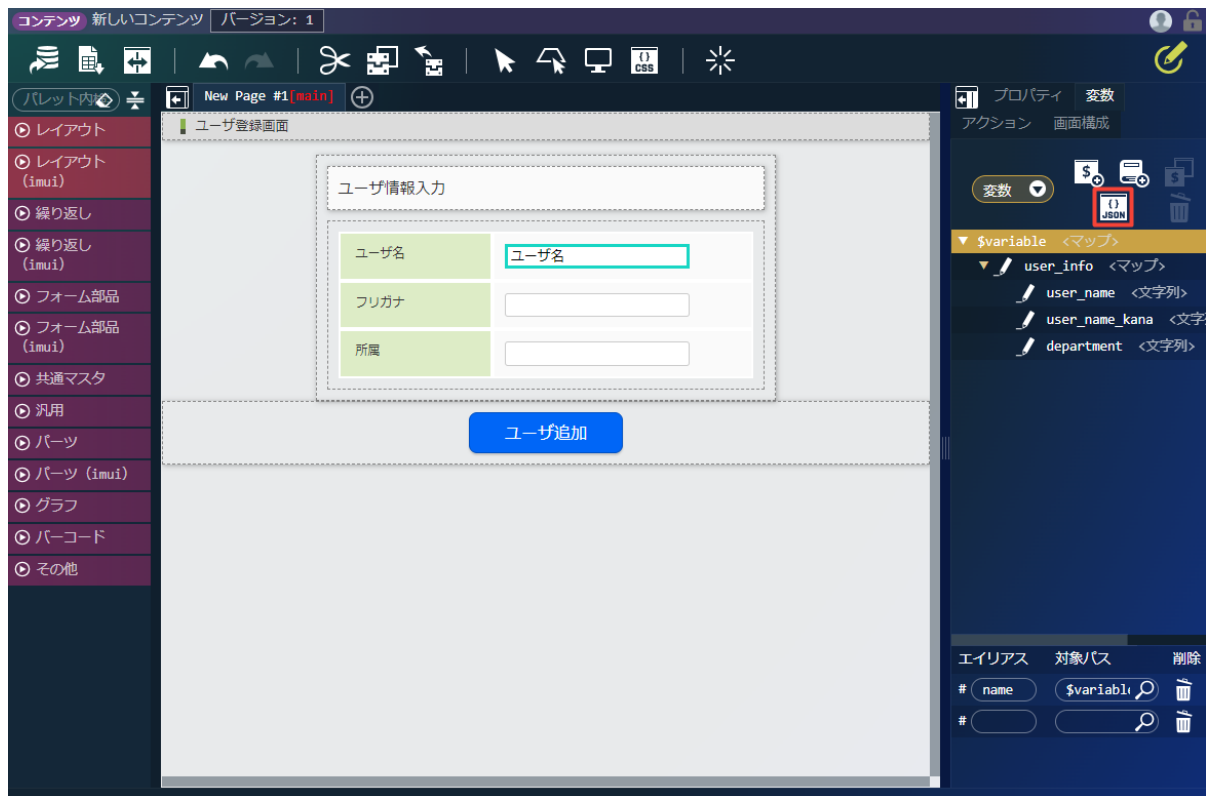 コンテンツ 新しいコンテンツ バージョン: 1
{} CSS
パレット内検
New Page #1[main]
プロパティ 変数
アクション 画面構成
レイアウト
レイアウト
(imui)
繰り返し
繰り返し
(imui)
フォーム部品
フォーム部品
(imui)
共通マスタ
汎用
パーツ
パーツ (imui)
グラフ
バーコード
その他
ユーザ登録画面
ユーザ情報入力
ユーザ名 ユーザ名
フリガナ
所属
ユーザ追加
変数
$
$
{} JSON
$variable <マップ>
user_info <マップ>
user_name <文字列>
user_name_kana <文字
department <文字列>
エイリアス 対象パス 削除
# name $variabl
#